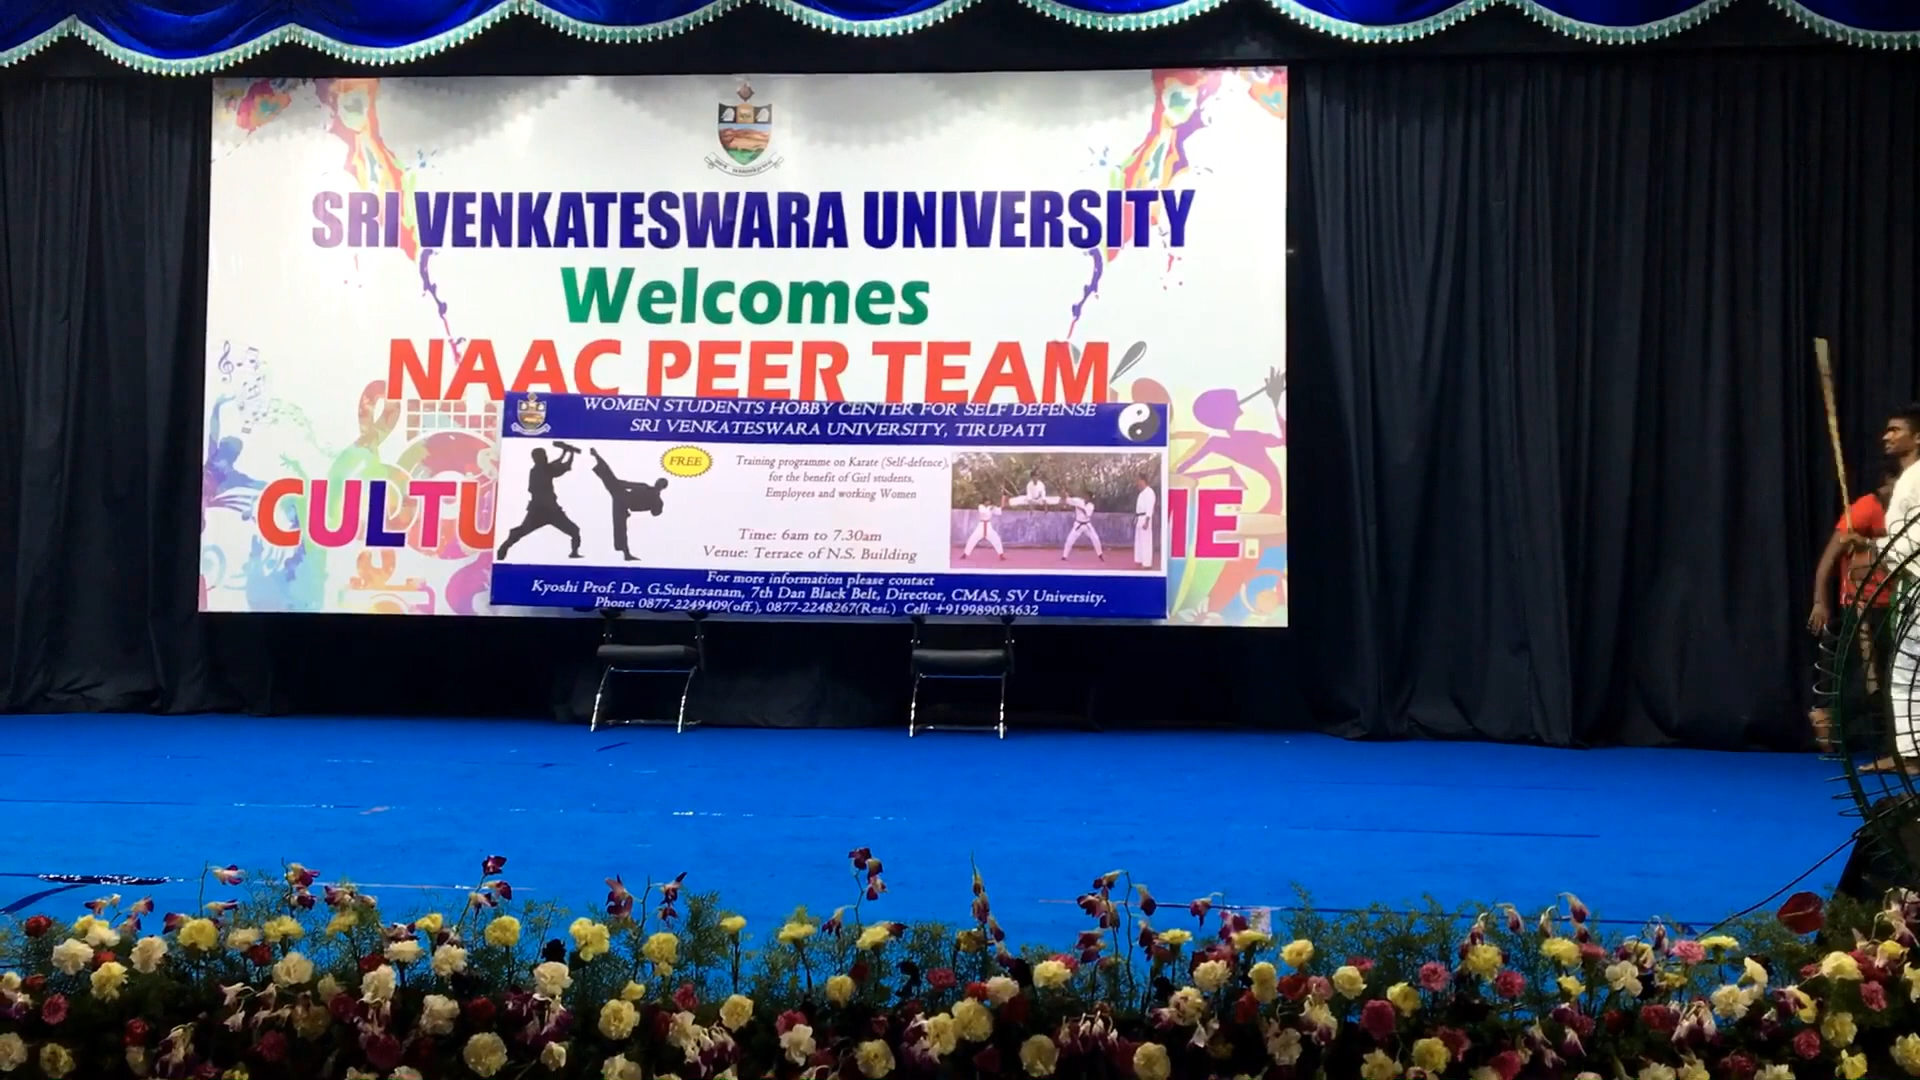 SRI VENKATESWARA UNIVERSITY
Welcomes
NAAC PEER TEAM
WOMEN STUDENTS HOBBY CENTER FOR SELF DEFENSE
SRI VENKATESWARA UNIVERSITY, TIRUPATI
FREE
Training programme on Karate (Self-defence),
for the benefit of Girl students,
Employees and working Women
Time: 6am to 7.30am
Venue: Terrace of N.S. Building
For more information please contact
Kyoshi Prof. Dr. G.Sudarsanam, 7th Dan Black Belt, Director, CMAS, SV University.
Phone: 0877-2249409(off.), 0877-2248267(Resi.) Cell: +919989053632
CULTU ME